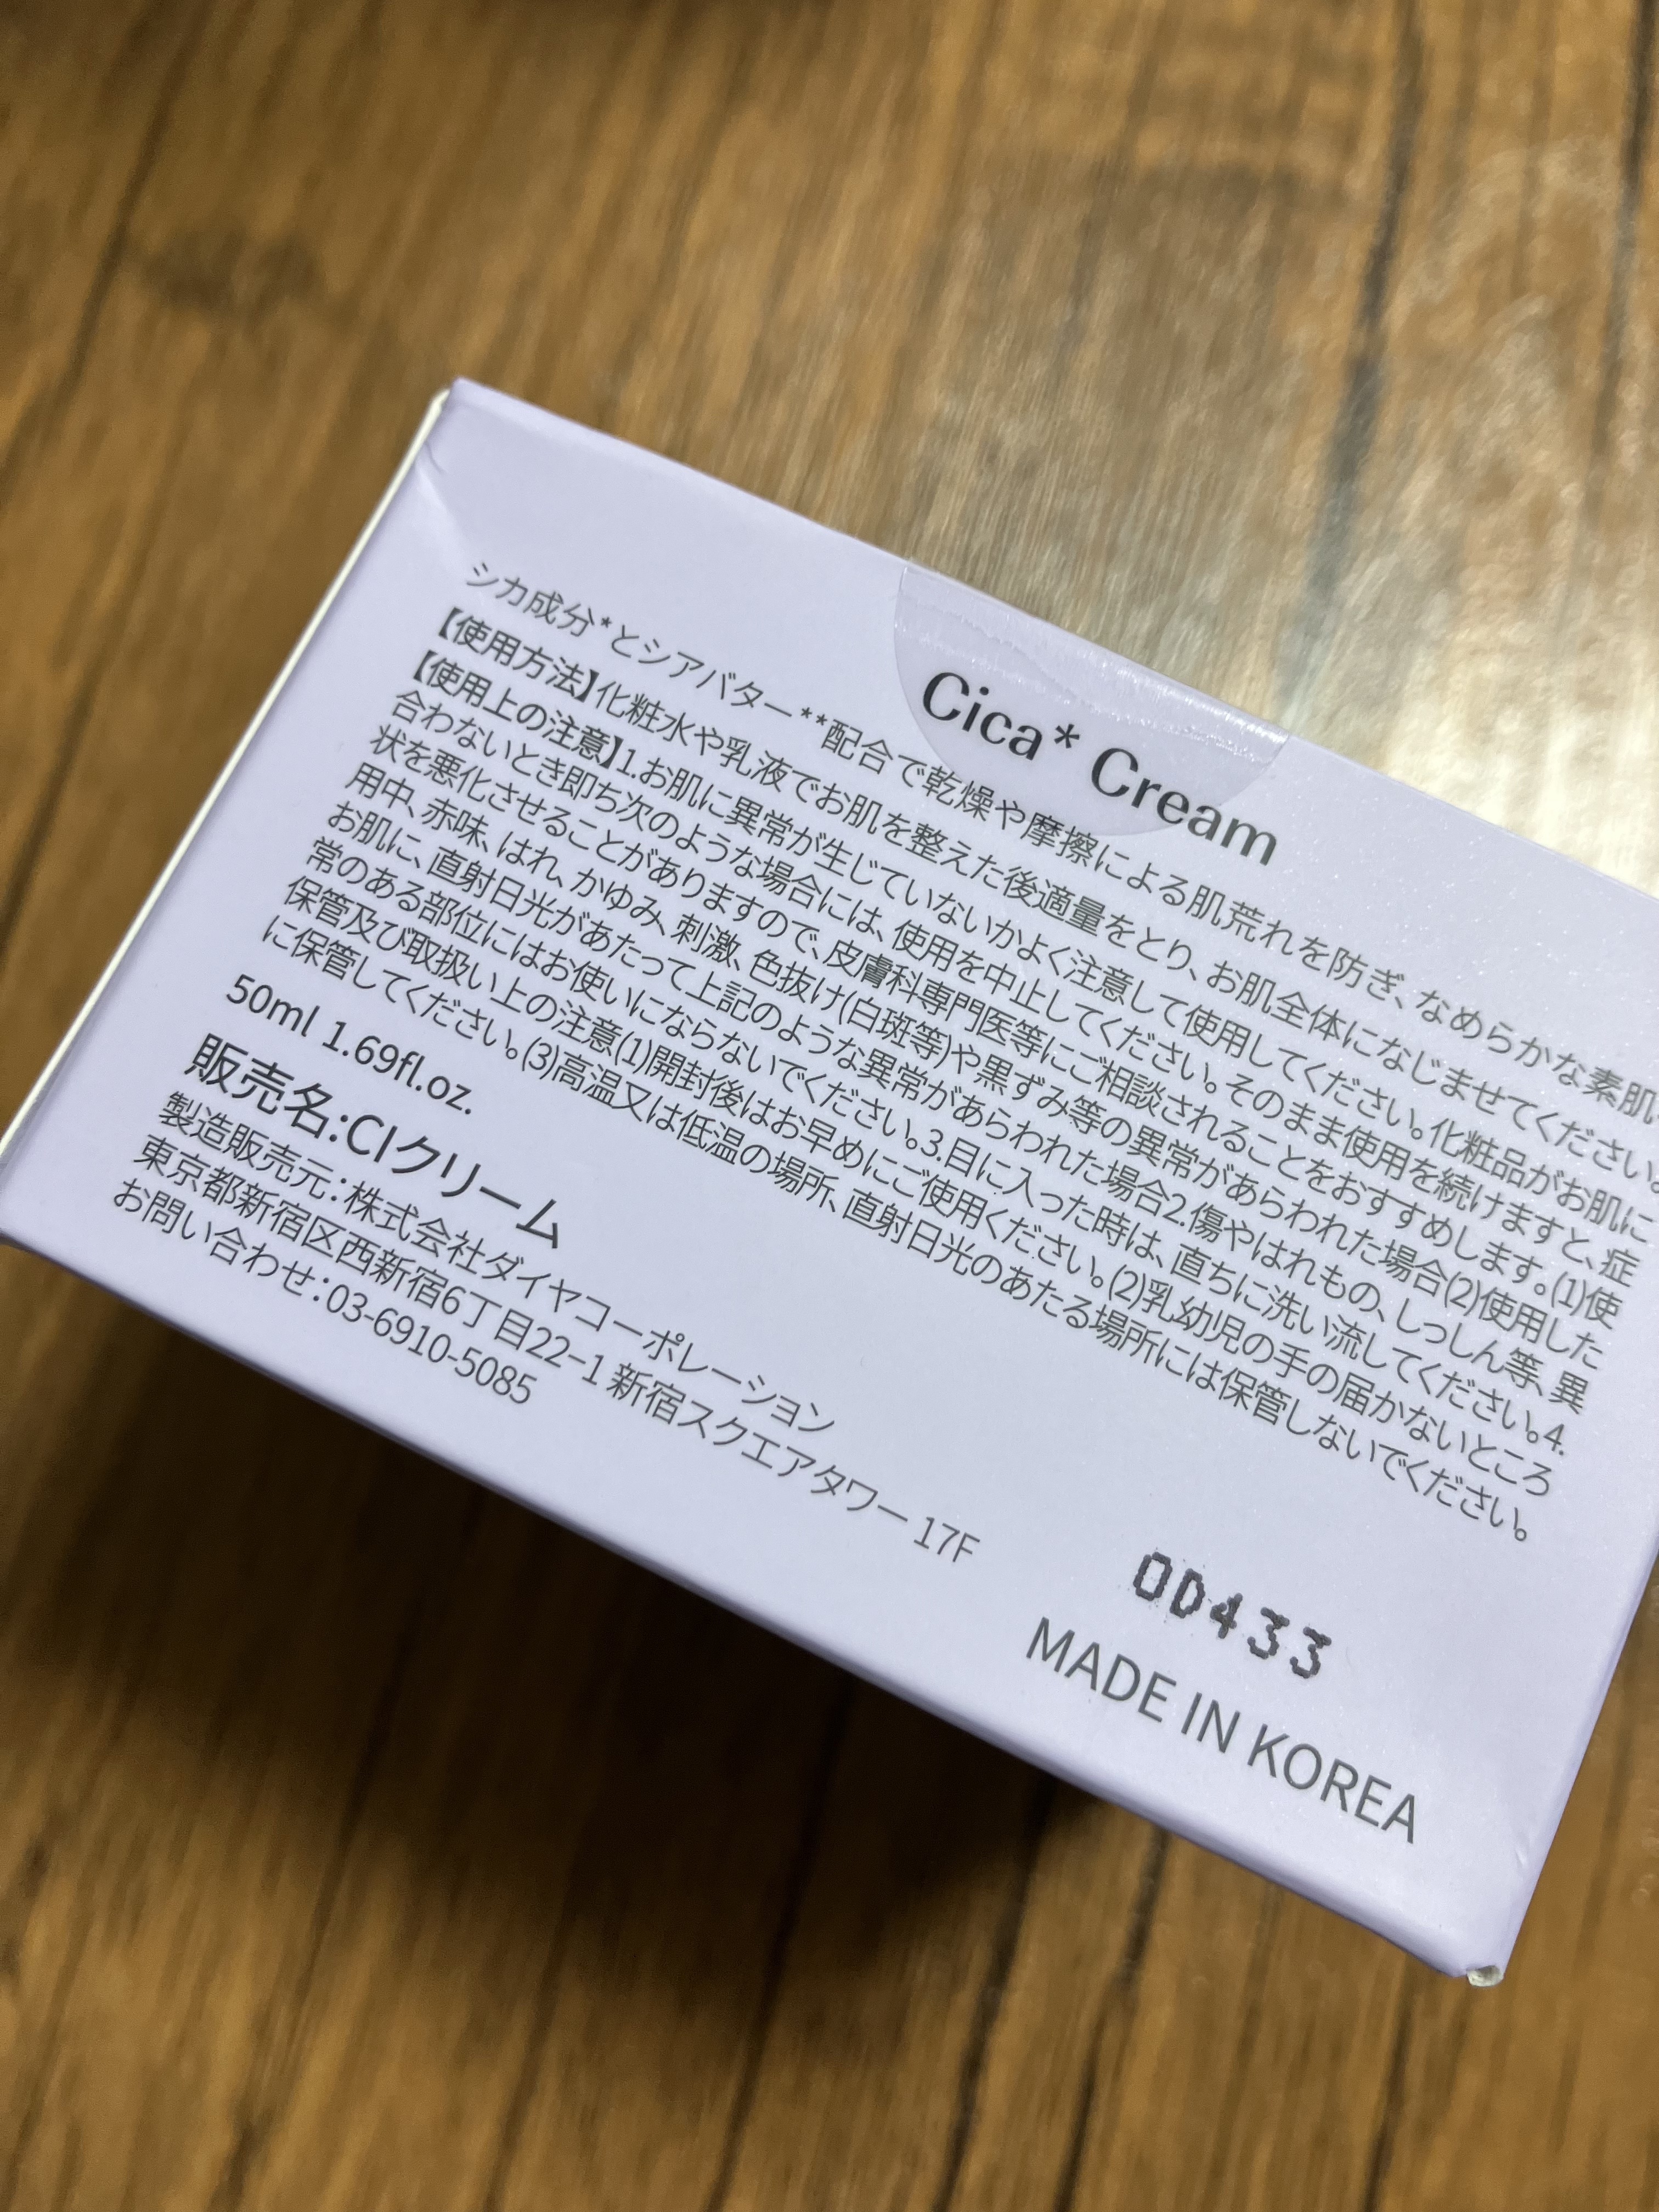 Cica* Cream
シカ成分*とシアバター**配合で乾燥や摩擦による肌荒れを防ぎ、なめらかな素肌
【使用方法】化粧水や乳液でお肌を整えた後適量をとり、お肌全体になじませてください。
【使用上の注意】1.お肌に異常が生じていないかよく注意して使用してください。化粧品がお肌に
合わないとき即ち次のような場合には、使用を中止してください。そのまま使用を続けますと、症
状を悪化させることがありますので、皮膚科専門医等にご相談されることをおすすめします。(1)使
用中、赤味、はれ、かゆみ、刺激、色抜け(白斑等)や黒ずみ等の異常があらわれた場合(2)使用した
お肌に、直射日光があたって上記のような異常があらわれた場合2.傷やはれもの、しっしん等、異
常のある部位にはお使いにならないでください。3.目に入った時は、直ちに洗い流してください。4.
保管及び取扱い上の注意(1)開封後はお早めにご使用ください。(2)乳幼児の手の届かないところ
に保管してください。(3)高温又は低温の場所、直射日光のあたる場所には保管しないでください。
50ml 1.69fl.oz.
販売名:CIクリーム
製造販売元:株式会社ダイヤコーポレーション
東京都新宿区西新宿6丁目22-1 新宿スクエアタワー 17F
お問い合わせ:03-6910-5085
OD433
MADE IN KOREA